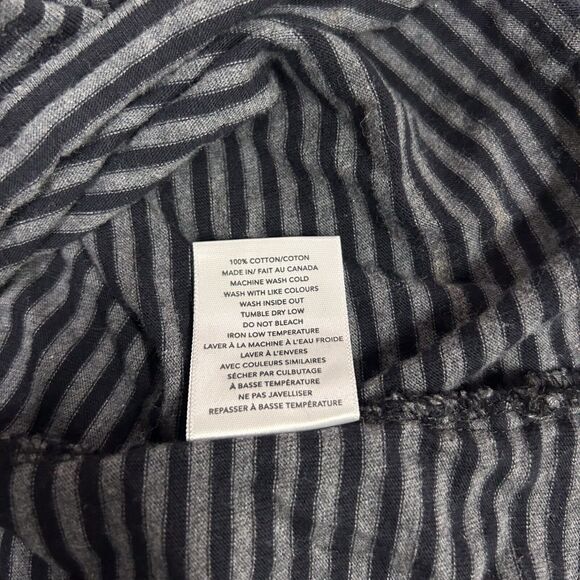 100% COTTON/COTON
MADE IN/ FAIT AU CANADA
MACHINE WASH COLD
WASH WITH LIKE COLOURS
WASH INSIDE OUT
TUMBLE DRY LOW
DO NOT BLEACH
IRON LOW TEMPERATURE
LAVER À LA MACHINE À L'EAU FROIDE
LAVER À L'ENVERS
AVEC COULEURS SIMILAIRES
SÉCHER PAR CULBUTAGE
À BASSE TEMPÉRATURE
NE PAS JAVELLISER
REPASSER À BASSE TEMPÉRATURE